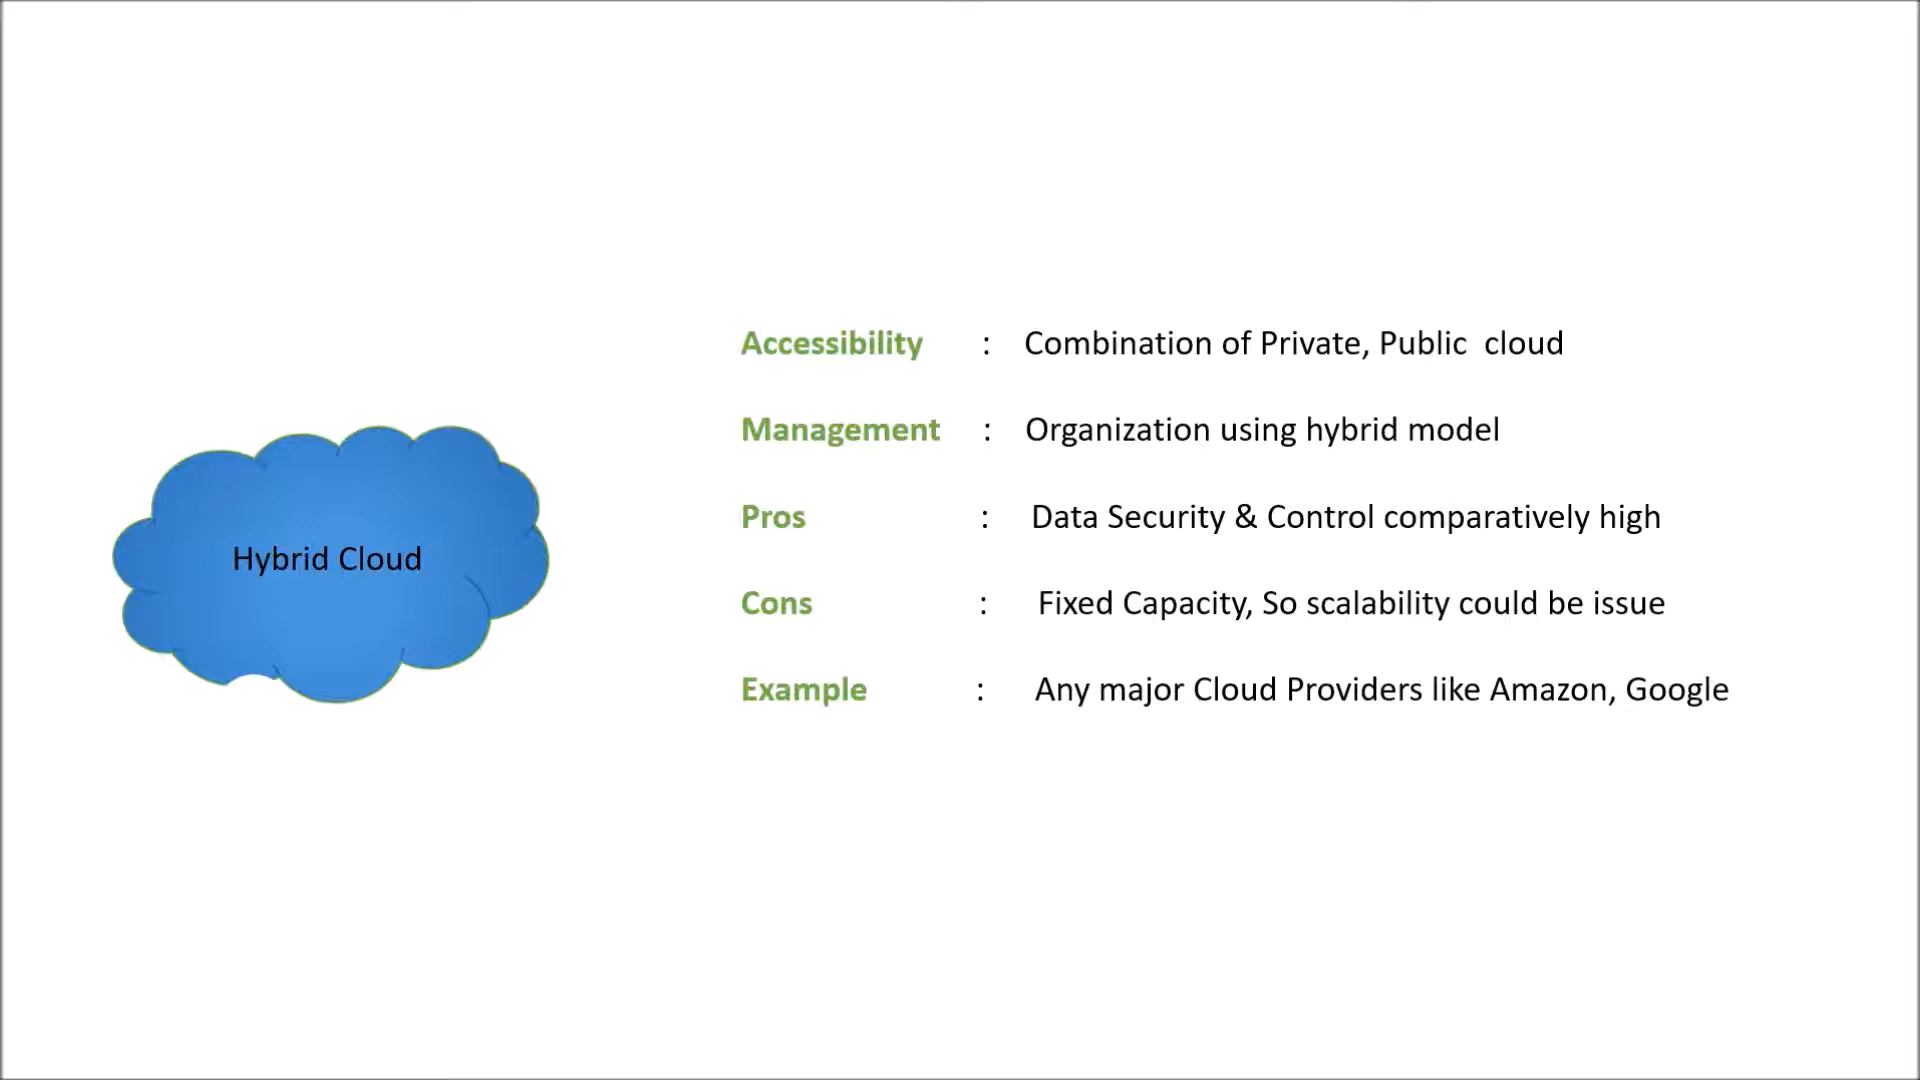 Hybrid Cloud
Accessibility : Combination of Private, Public cloud
Management : Organization using hybrid model
Pros : Data Security & Control comparatively high
Cons : Fixed Capacity, So scalability could be issue
Example : Any major Cloud Providers like Amazon, Google